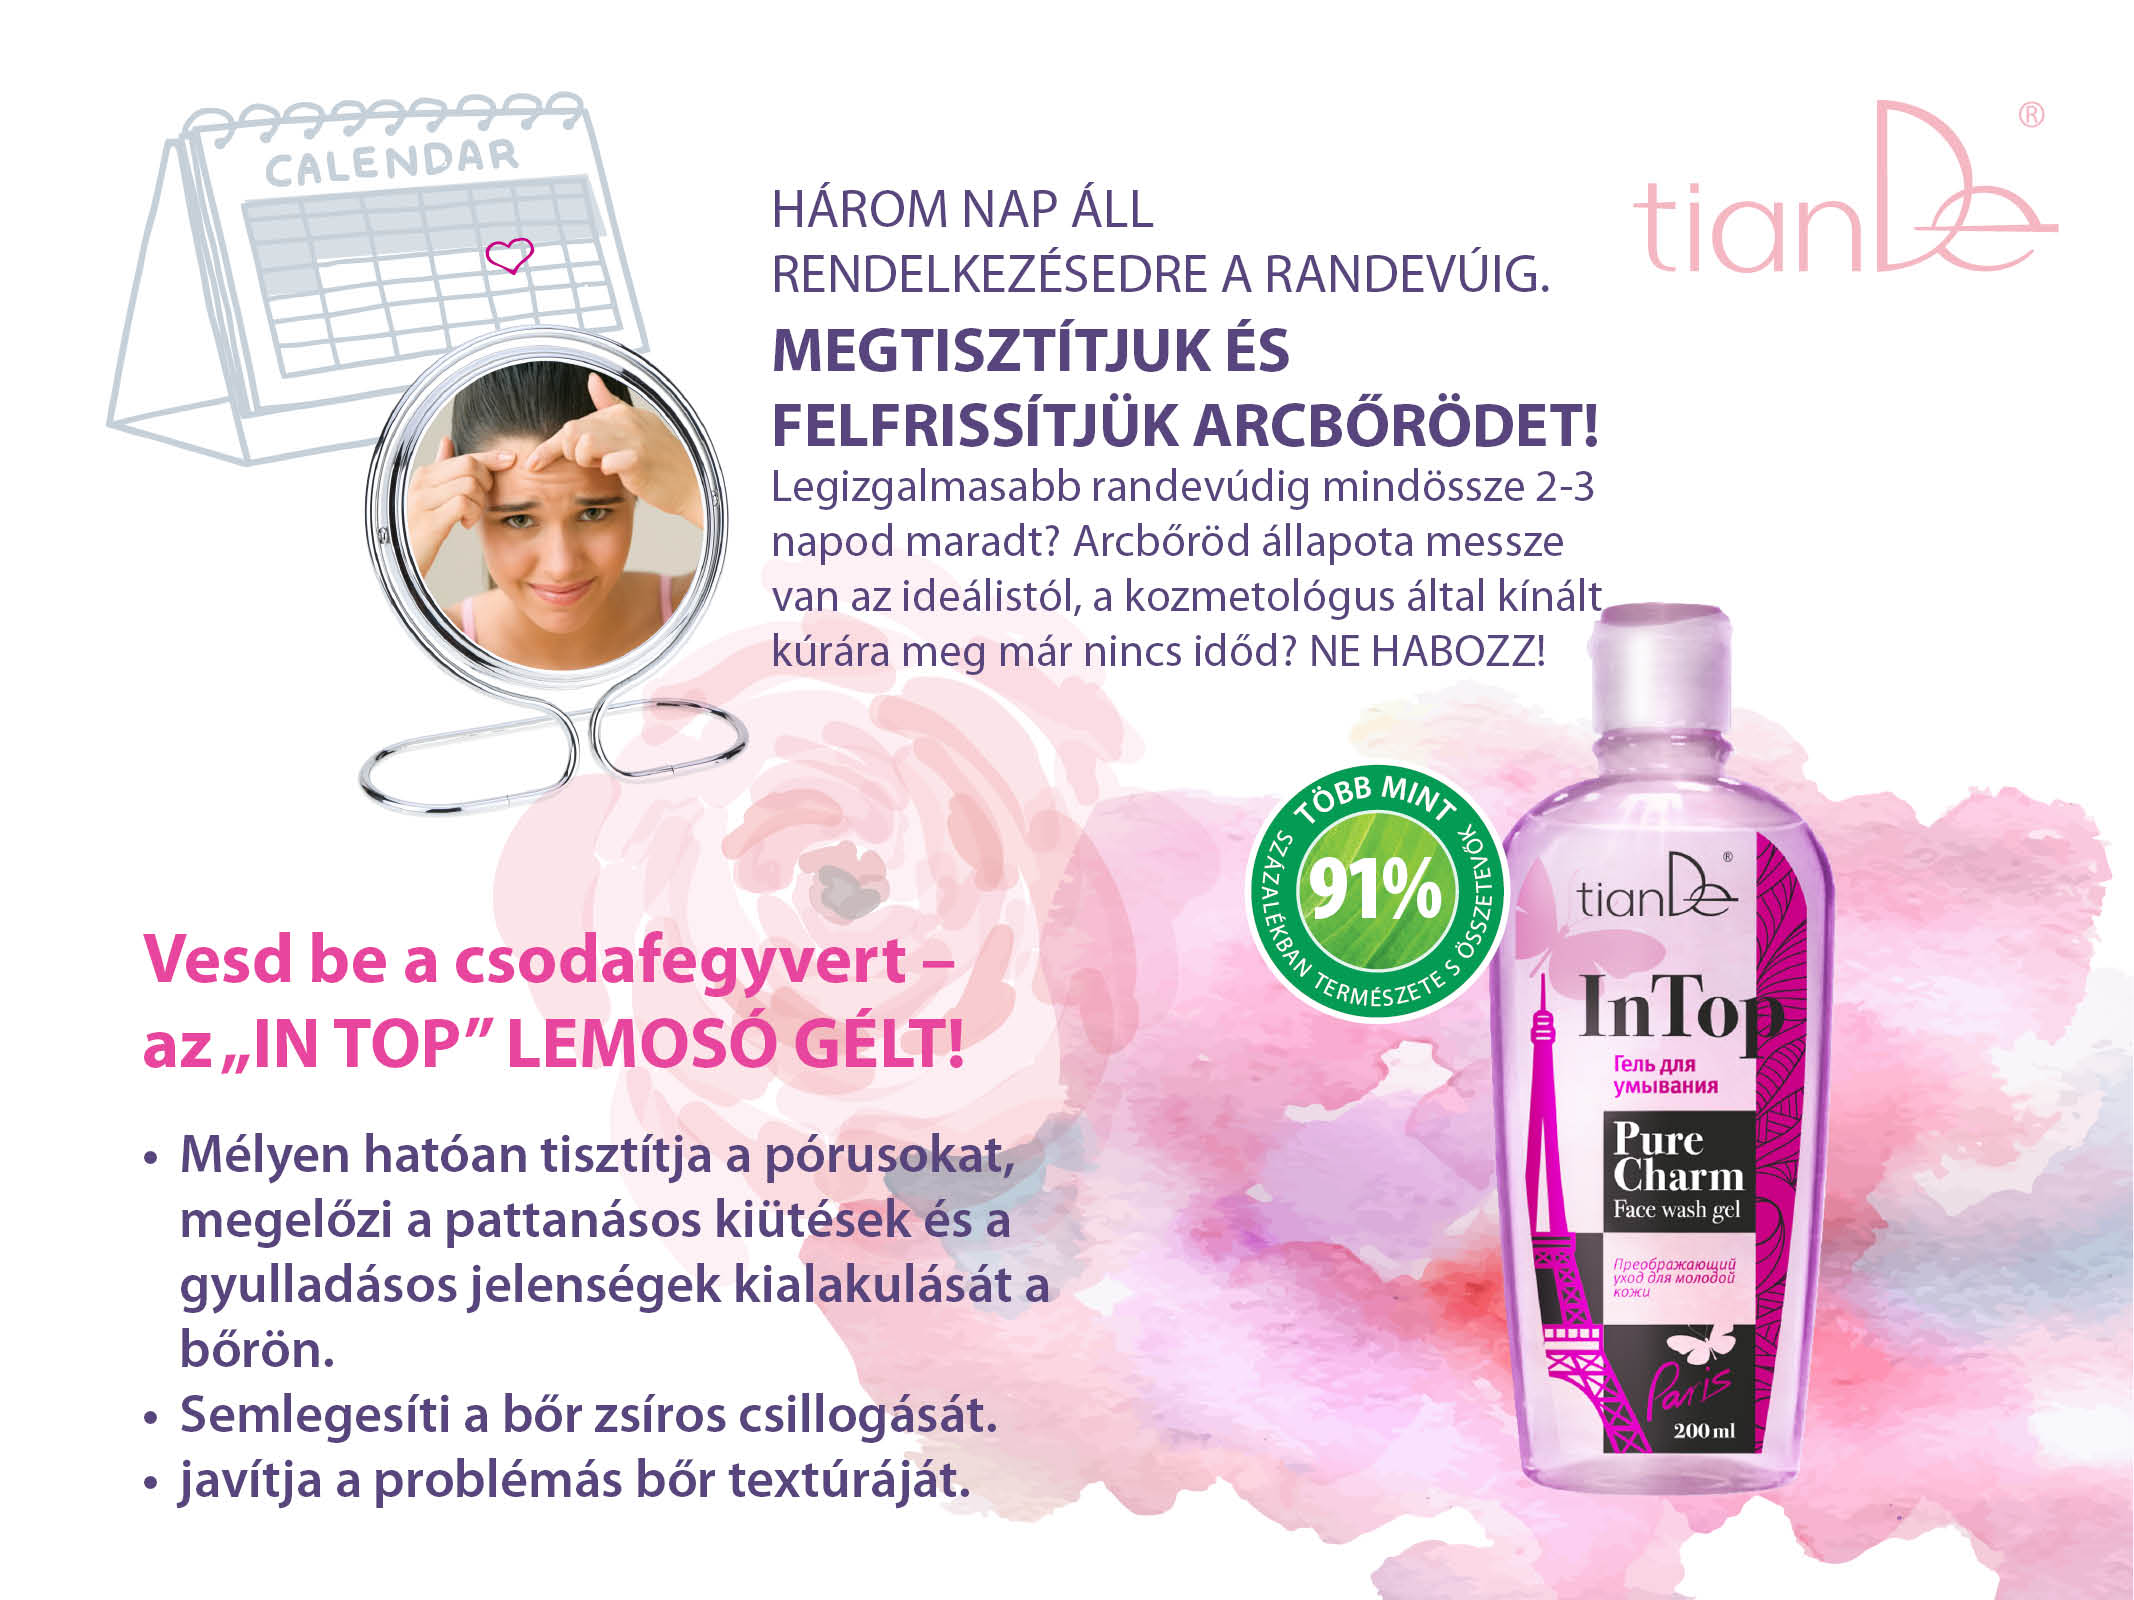 CALENDAR
tianDe®
HÁROM NAP ÁLL
RENDELKEZÉSEDRE A RANDEVÚIG.
MEGTISZTÍTJUK ÉS
FELFRISSÍTJÜK ARCBŐRÖDET!
Legizgalmasabb randevúdig mindössze 2-3
napod maradt? Arcbőröd állapota messze
van az ideálistól, a kozmetológus által kínált
kúrára meg már nincs időd? NE HABOZZ!
TÖBB MINT
91%
SZÁZALÉKBAN TERMÉSZETE S ÖSSZETEVŐK
Vesd be a csodafegyvert –
az „IN TOP” LEMOSÓ GÉLT!
• Mélyen hatóan tisztítja a pórusokat,
megelőzi a pattanásos kiütések és a
gyulladásos jelenségek kialakulását a
bőrön.
• Semlegesíti a bőr zsíros csillogását.
• javítja a problémás bőr textúráját.
tianDe®
InTop
Гель для
умывания
Pure
Charm
Face wash gel
Преображающий
уход для молодой
кожи
Paris
200 ml